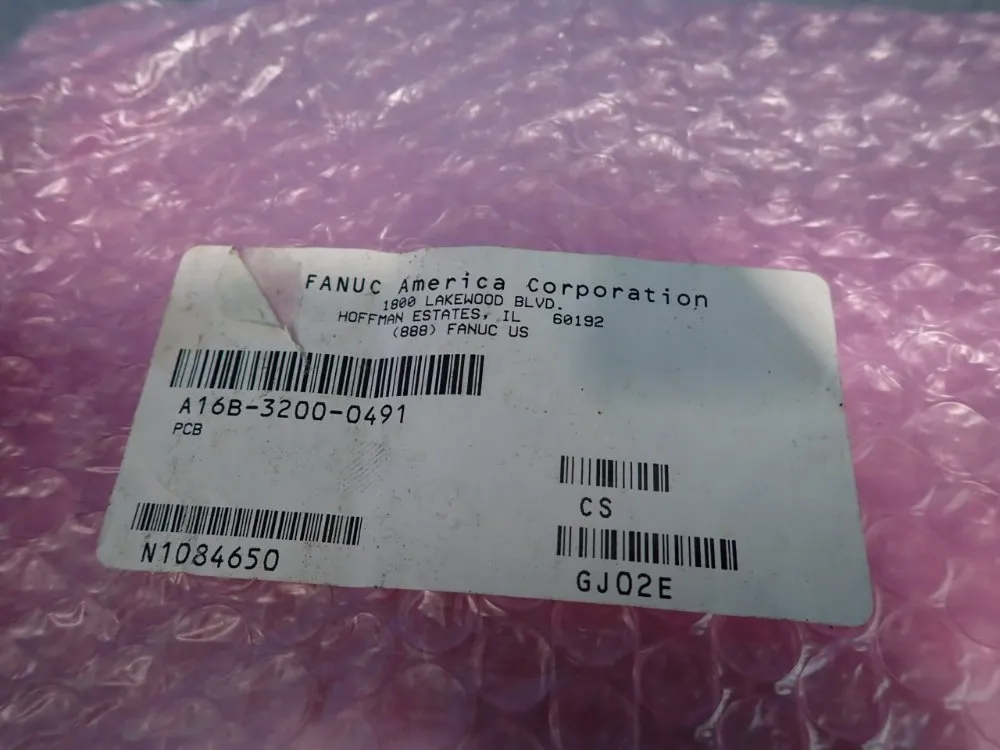 FANUC America Corporation
1800 LAKEWOOD BLVD.
HOFFMAN ESTATES, IL 60192
(888) FANUC US
A16B-3200-0491
PCB
CS
N1084650
GJ02E